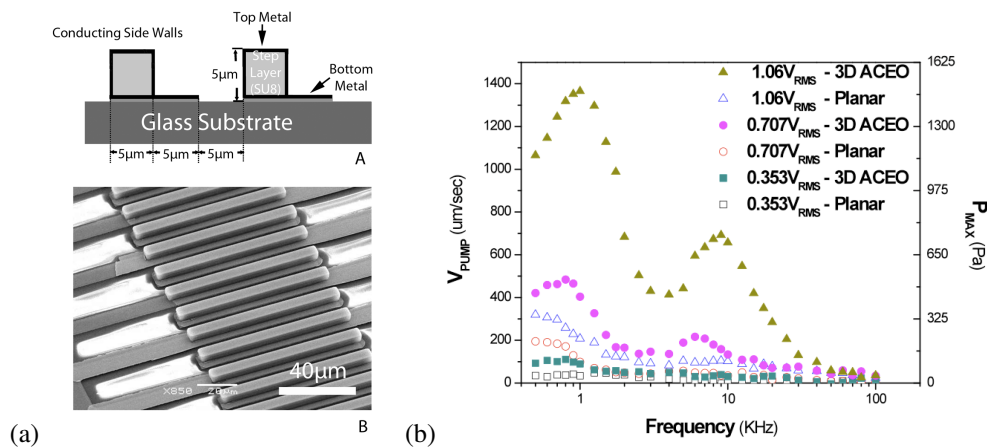 Top Metal
Conducting Side Walls
Step
Layer
(SU8)
5μm
Bottom
Metal
Glass Substrate
5μm 5μm 5μm
A
X850 20μm
40μm
B
(a)
1400
1200
1000
800
600
400
200
0
V_PUMP (um/sec)
1.06V_RMS - 3D ACEO
1.06V_RMS - Planar
0.707V_RMS - 3D ACEO
0.707V_RMS - Planar
0.353V_RMS - 3D ACEO
0.353V_RMS - Planar
1625
1300
975
650
325
0
P_MAX (Pa)
1 10 100
Frequency (KHz)
(b)